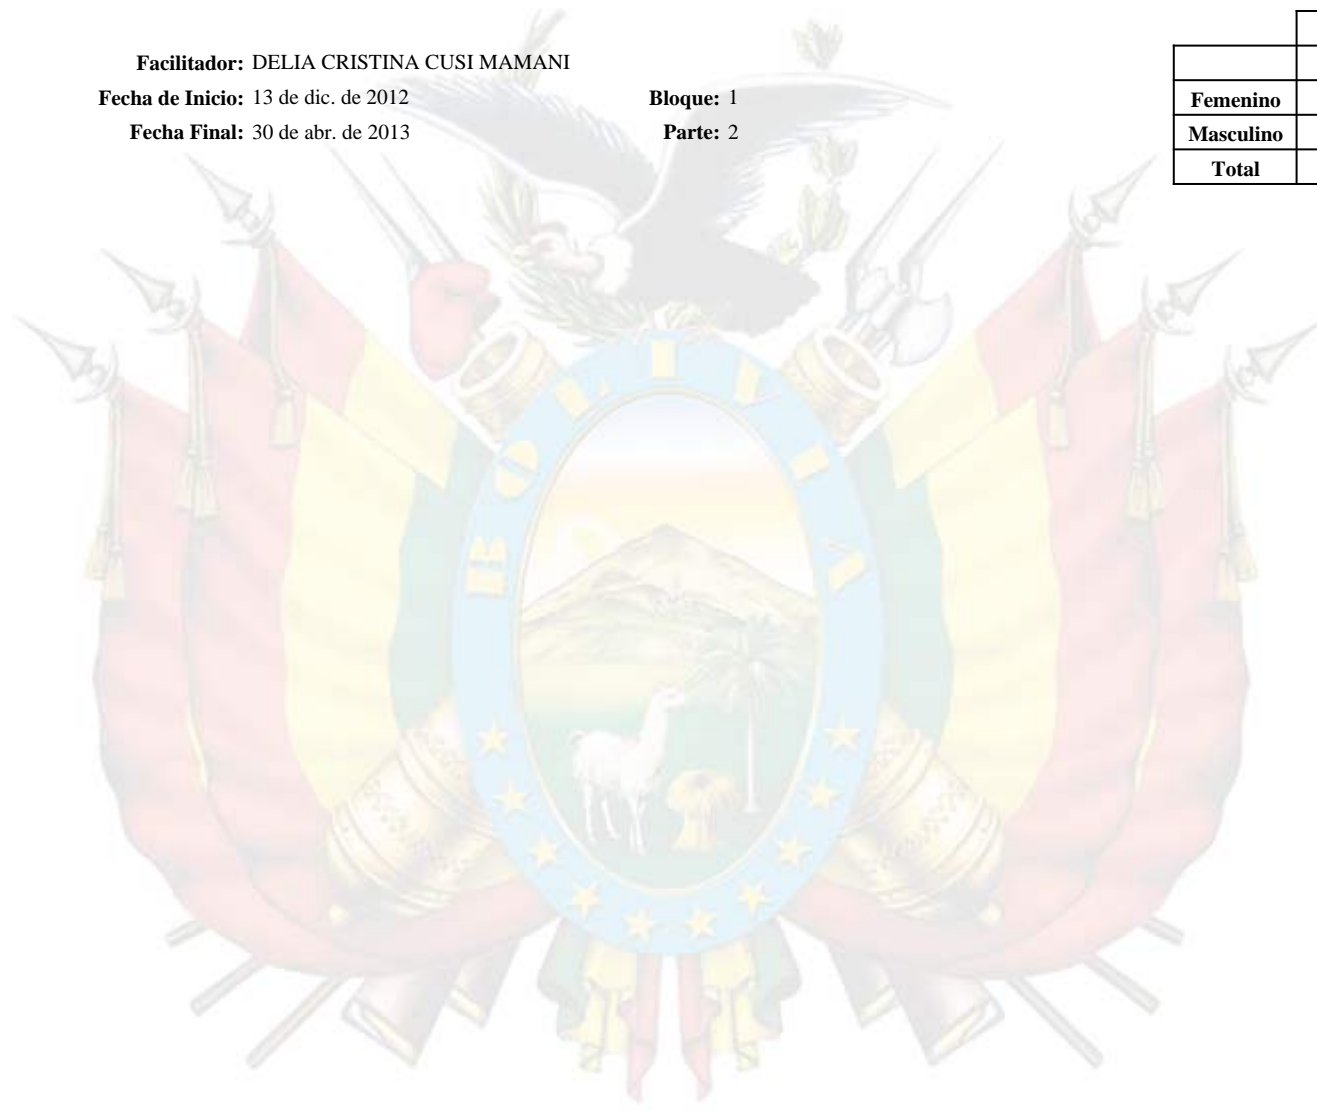 Facilitador: DELIA CRISTINA CUSI MAMANI
Fecha de Inicio: 13 de dic. de 2012 Bloque: 1
Fecha Final: 30 de abr. de 2013 Parte: 2
Femenino
Masculino
Total
BOLIVIA